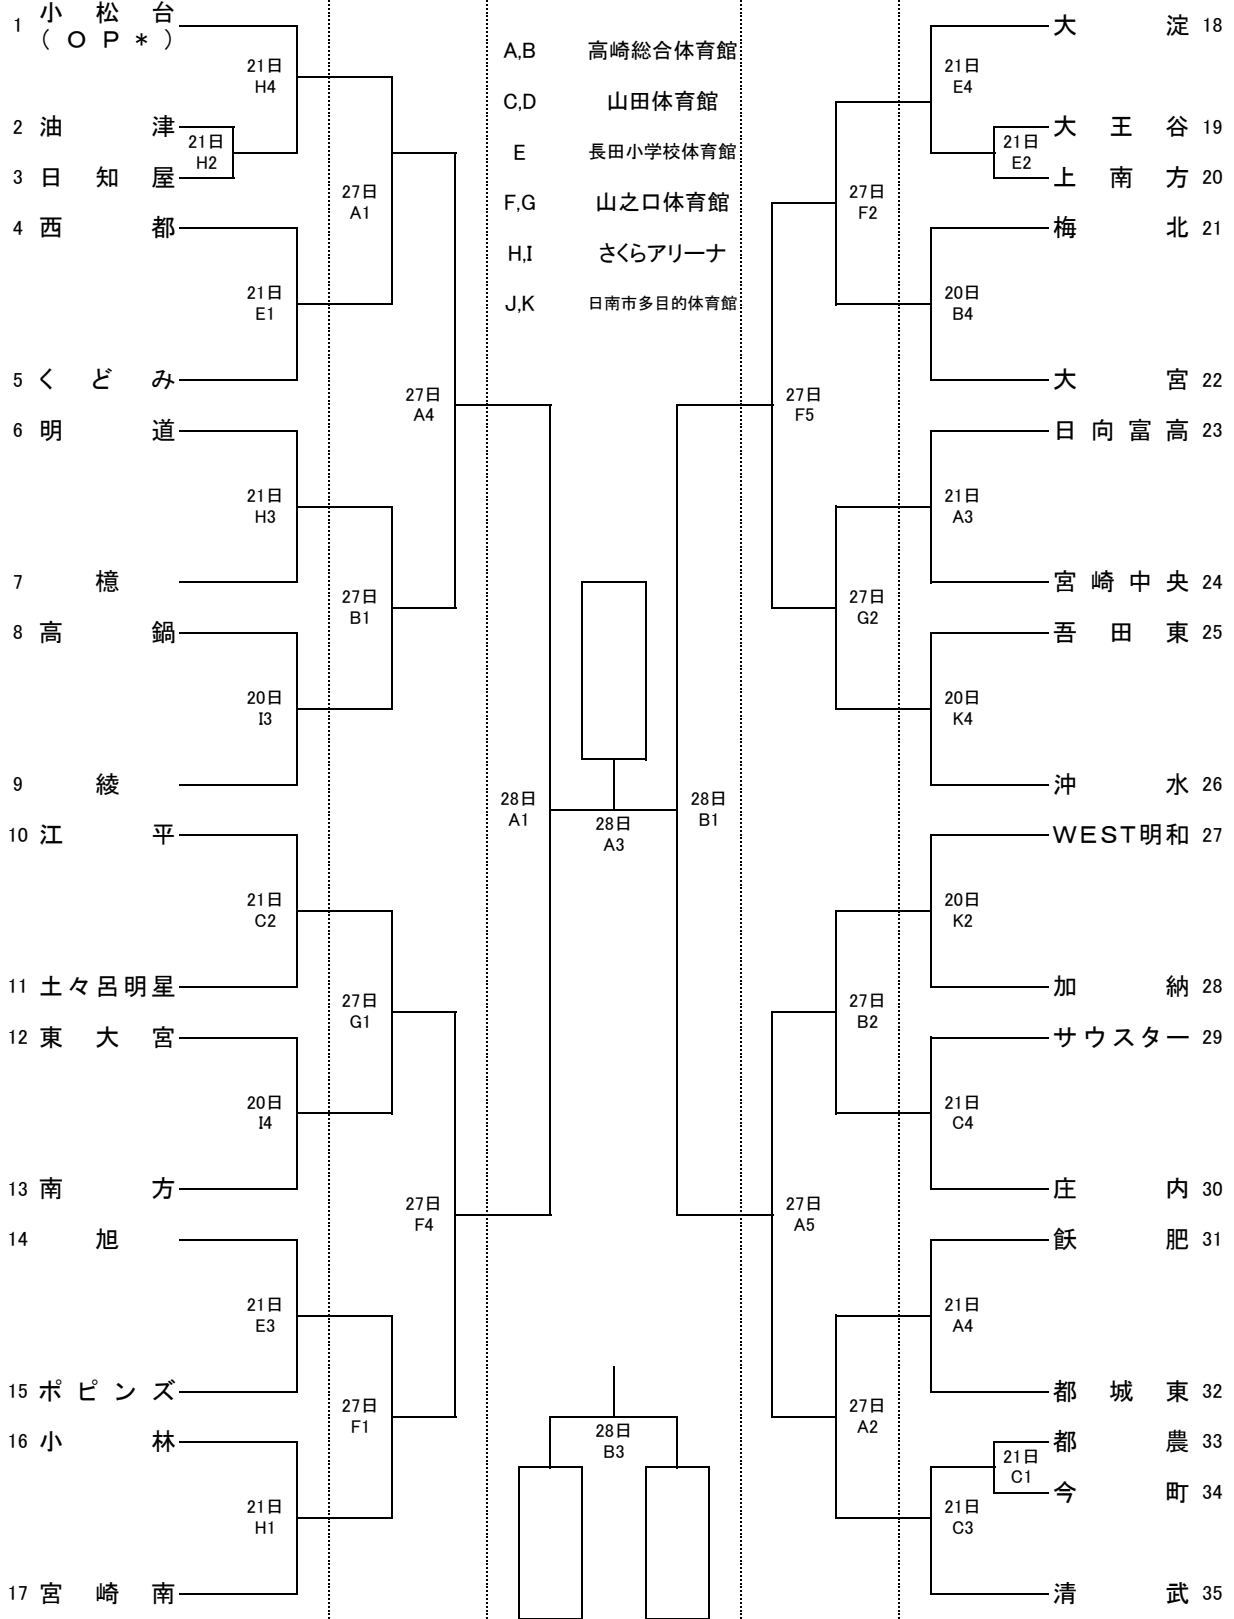 1 小松台
(OP*)
21日
H4
2 油津
21日
H2
3 日知屋
27日
A1
4 西都
21日
E1
5 くどみ
27日
A4
6 明道
21日
H3
7 檍
27日
B1
8 高鍋
20日
I3
9 綾
28日
A1
10 江平
21日
C2
11 土々呂明星
27日
G1
12 東大宮
20日
I4
13 南方
27日
F4
14 旭
21日
E3
15 ポピンズ
27日
F1
16 小林
21日
H1
17 宮崎南
A,B 高崎総合体育館
C,D 山田体育館
E 長田小学校体育館
F,G 山之口体育館
H,I さくらアリーナ
J,K 日南市多目的体育館
28日
A3
28日
B3
大淀 18
21日
E4
大王谷 19
21日
E2
上南方 20
27日
F2
梅北 21
20日
B4
大宮 22
27日
F5
日向富高 23
21日
A3
宮崎中央 24
27日
G2
吾田東 25
20日
K4
沖水 26
28日
B1
WEST明和 27
20日
K2
加納 28
27日
B2
サウスター 29
21日
C4
庄内 30
27日
A5
飫肥 31
21日
A4
都城東 32
27日
A2
都農 33
21日
C1
今町 34
21日
C3
清武 35